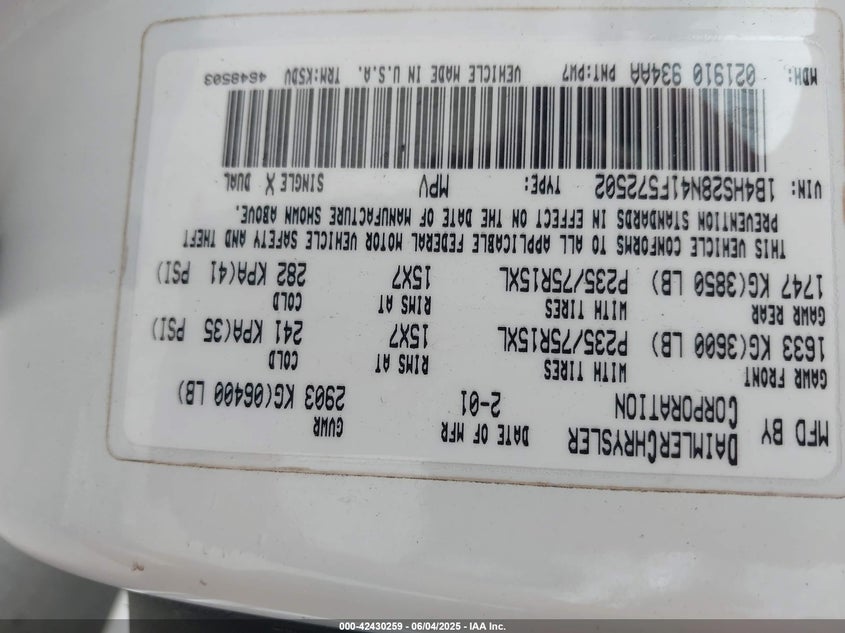 MFD BY DAIMLERCHRYSLER CORPORATION DATE OF MFR 2-01 GVWR 2903 KG(06400 LB)
GAWR FRONT WITH TIRES RIMS AT COLD
1633 KG (3600 LB) P235/75R15XL 15X7 241 KPA(35 PSI)
GAWR REAR WITH TIRES RIMS AT COLD
1747 KG(3850 LB) P235/75R15XL 15X7 282 KPA(41 PSI)
THIS VEHICLE CONFORMS TO ALL APPLICABLE FEDERAL MOTOR VEHICLE SAFETY AND THEFT
PREVENTION STANDARDS IN EFFECT ON THE DATE OF MANUFACTURE SHOWN ABOVE.
VIN: 1B4HS28N41F572502 TYPE: MPV SINGLE X DUAL
MDH: 021910 934AA PNT:PW7 VEHICLE MADE IN U.S.A. TRM:K5DV 4648503
000-42430259 - 06/04/2025 - IAA Inc.